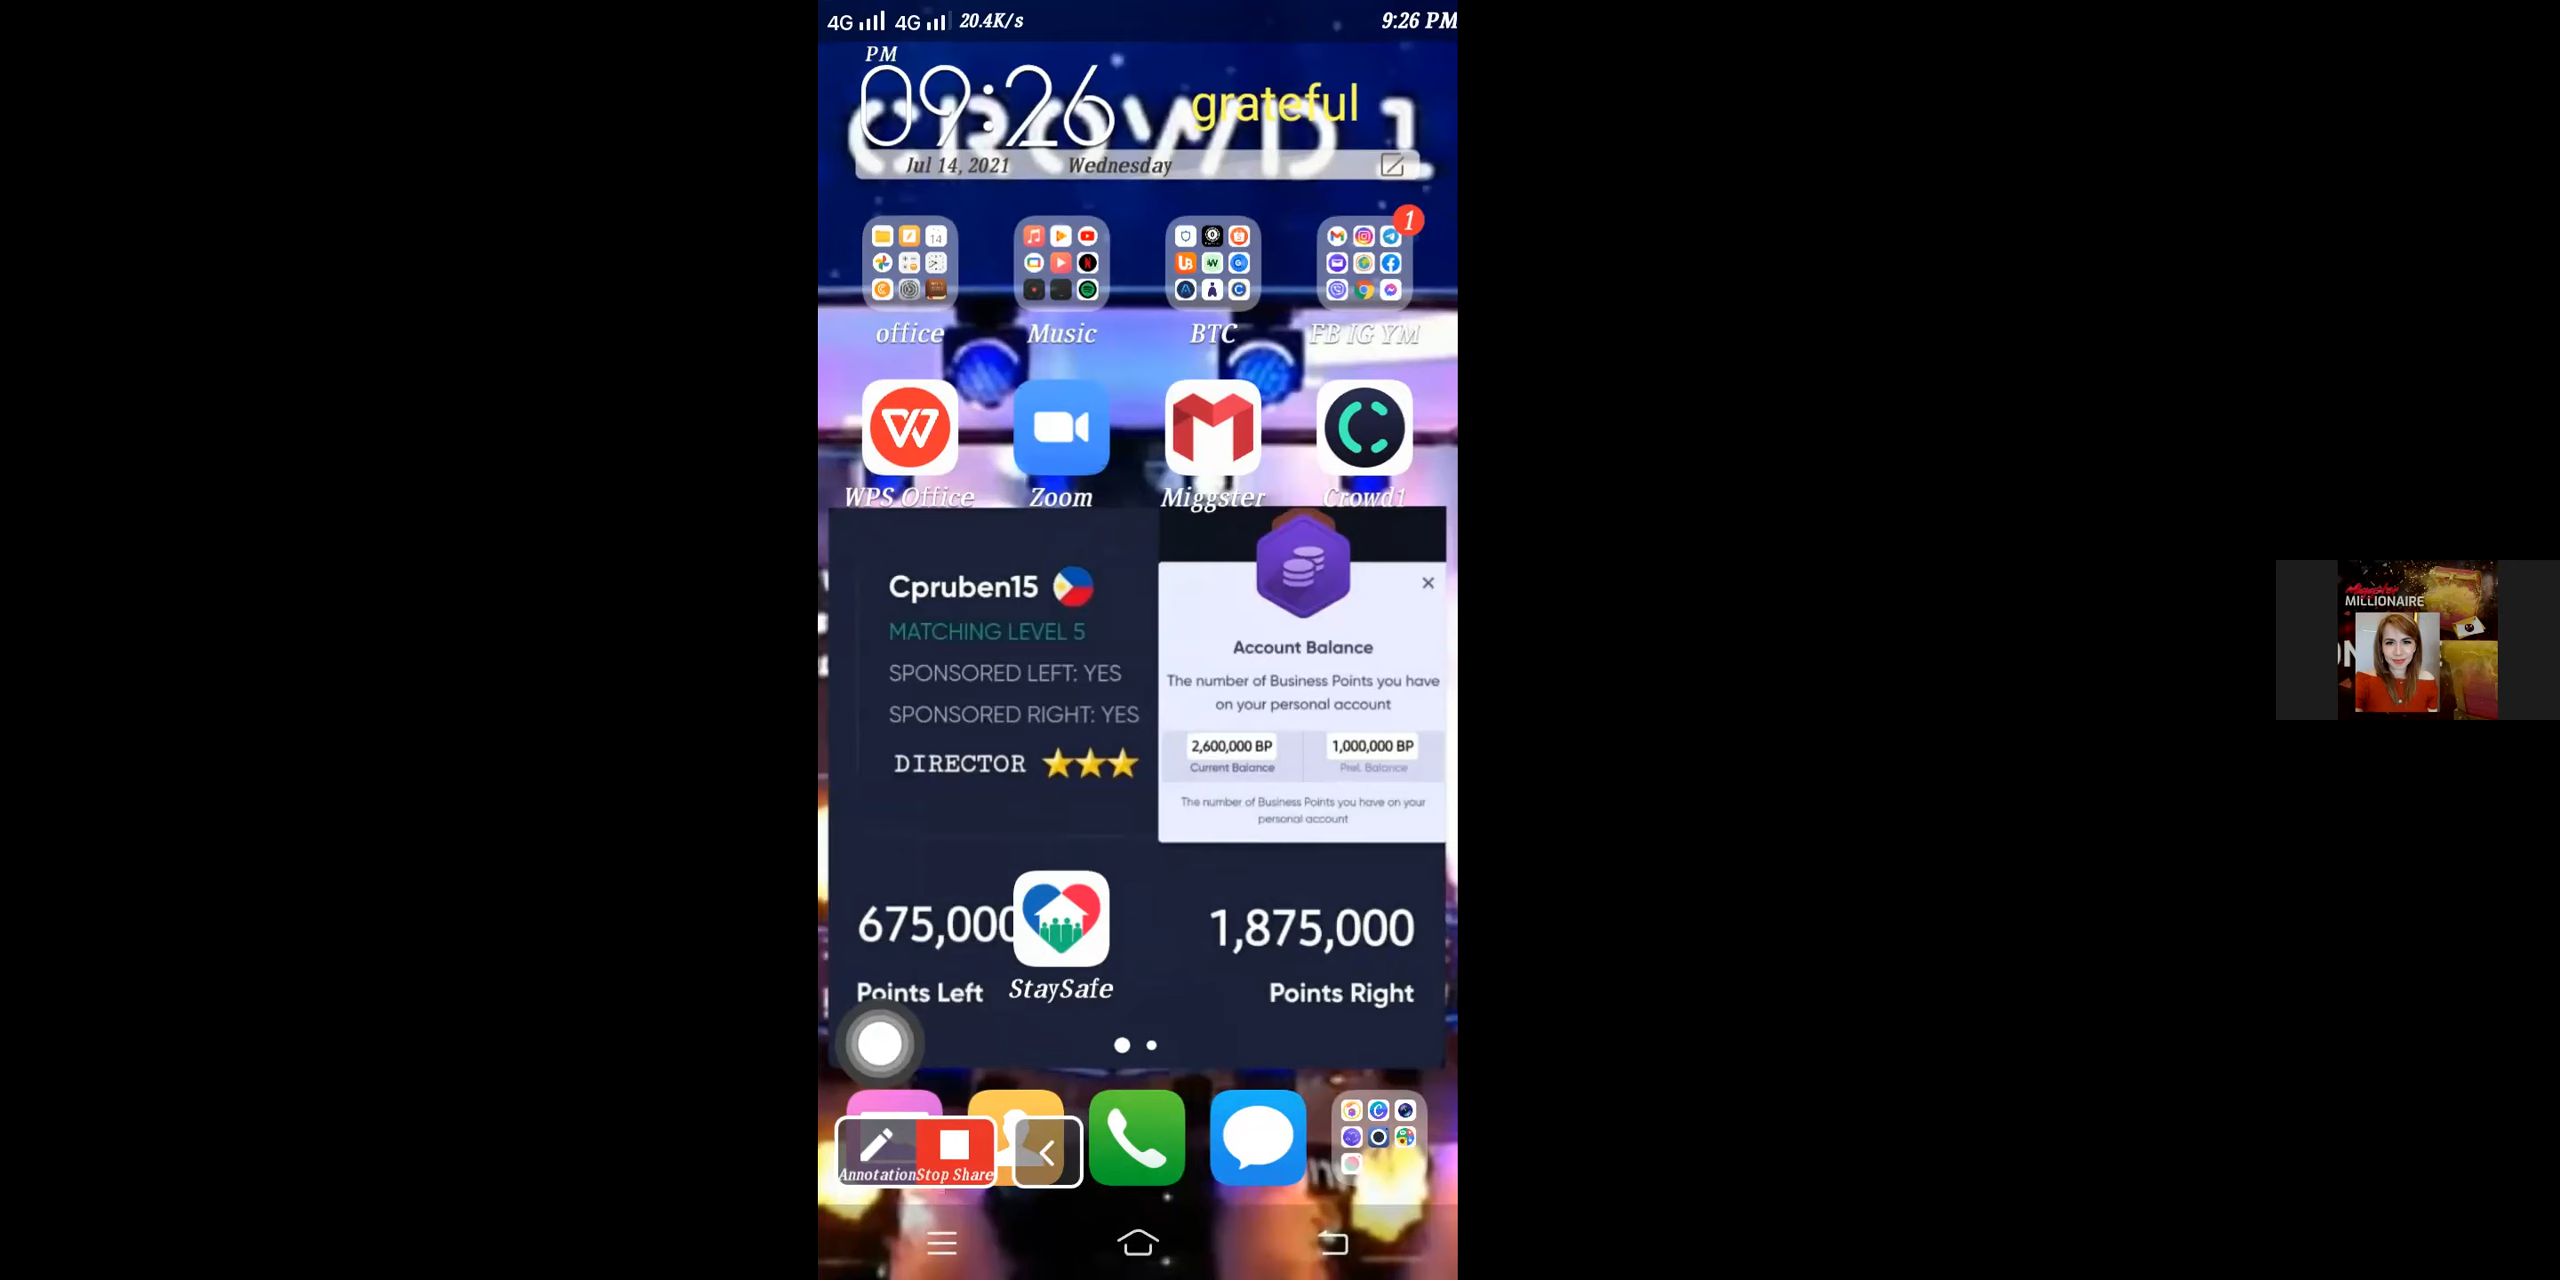 4G 4G 20.4K/s 9:26 PM
PM
09:26 grateful
CROWD 1
Jul 14, 2021 Wednesday
1
office Music BTC FB IG YM
WPS Office Zoom Miggster Crowd1
Cpruben15
MATCHING LEVEL 5
SPONSORED LEFT: YES
SPONSORED RIGHT: YES
DIRECTOR
Account Balance
The number of Business Points you have
on your personal account
2,600,000 BP 1,000,000 BP
Current Balance Prel. Balance
The number of Business Points you have on your
personal account
675,000 1,875,000
Points Left StaySafe Points Right
Annotation Stop Share
Miggster
MILLIONAIRE